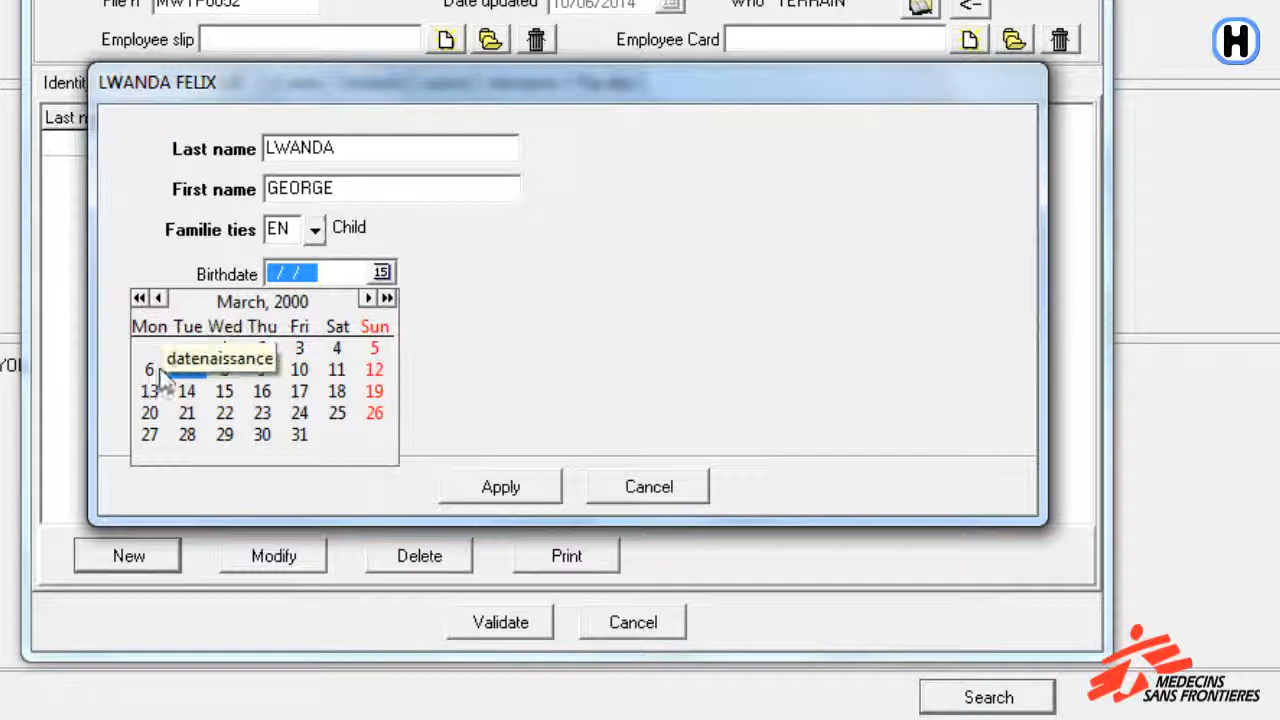 File n MWTF0052 Date updated 10/06/2014 15 Who TERRAIN <-
Employee slip Employee Card
LWANDA FELIX
Identit
Last n
Last name LWANDA
First name GEORGE
Familie ties EN Child
Birthdate / / 15
March, 2000
Mon Tue Wed Thu Fri Sat Sun
3 4 5
datenaissance
6 10 11 12
13 14 15 16 17 18 19
20 21 22 23 24 25 26
27 28 29 30 31
Apply Cancel
New Modify Delete Print
Validate Cancel
Search
H
MEDECINS
SANS FRONTIERES